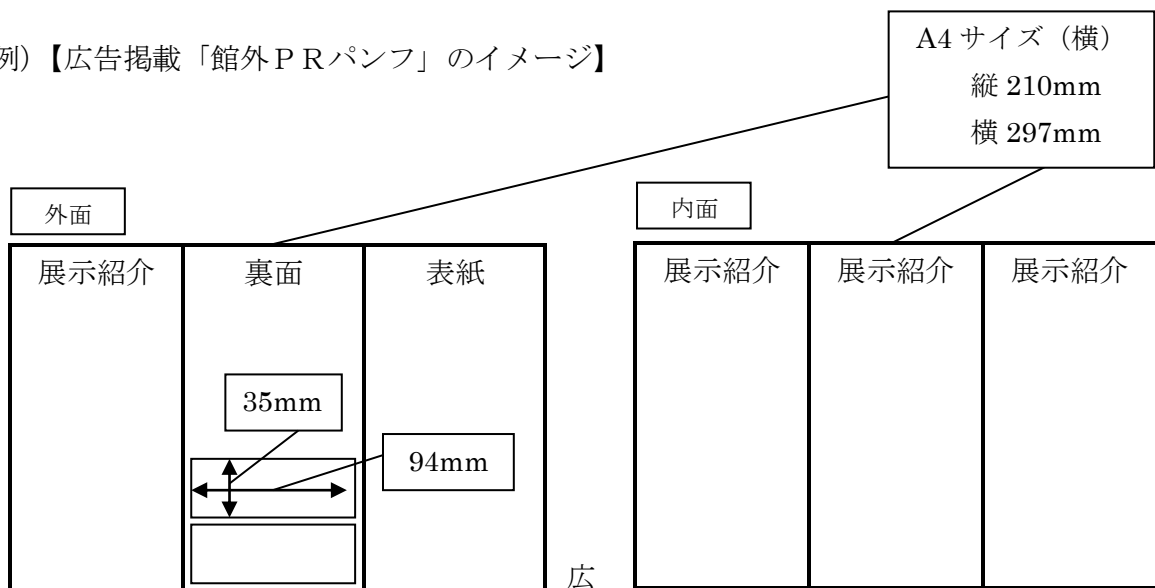 例)【広告掲載「館外ＰＲパンフ」のイメージ】
A4 サイズ（横）
縦 210mm
横 297mm
外面
内面
展示紹介
裏面
表紙
展示紹介
展示紹介
展示紹介
35mm
94mm
広